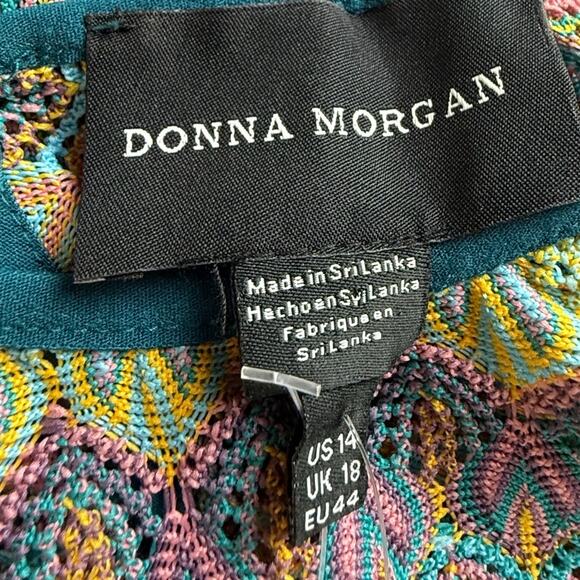 DONNA MORGAN
Made in Sri Lanka
Hecho en Sri Lanka
Fabrique en
Sri Lanka
US 14
UK 18
EU 44